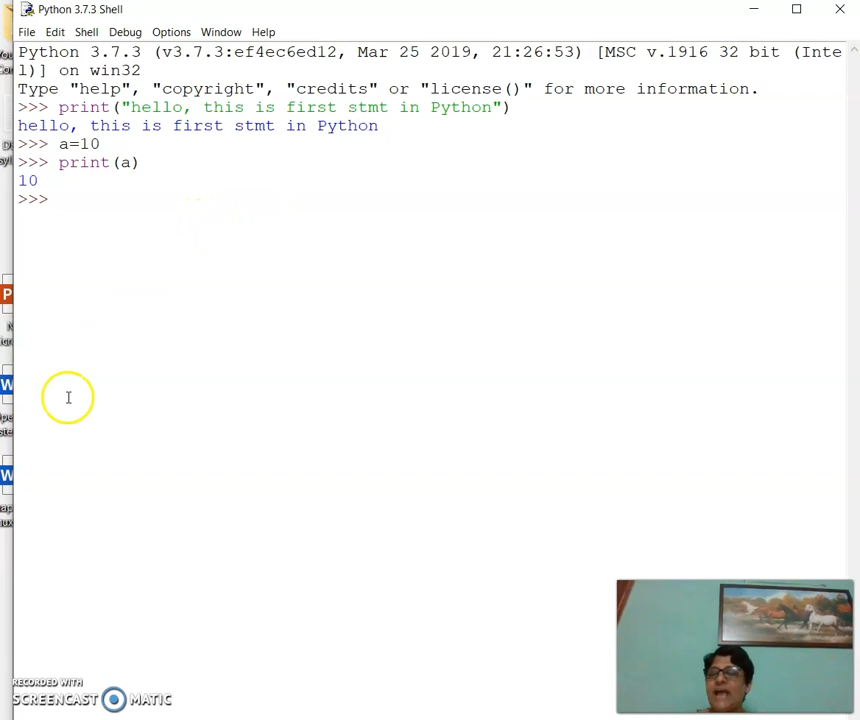 Python 3.7.3 Shell
File Edit Shell Debug Options Window Help
Python 3.7.3 (v3.7.3:ef4ec6ed12, Mar 25 2019, 21:26:53) [MSC v.1916 32 bit (Inte
l)] on win32
Type "help", "copyright", "credits" or "license()" for more information.
>>> print("hello, this is first stmt in Python")
hello, this is first stmt in Python
>>> a=10
>>> print(a)
10
>>>
RECORDED WITH
SCREENCAST MATIC